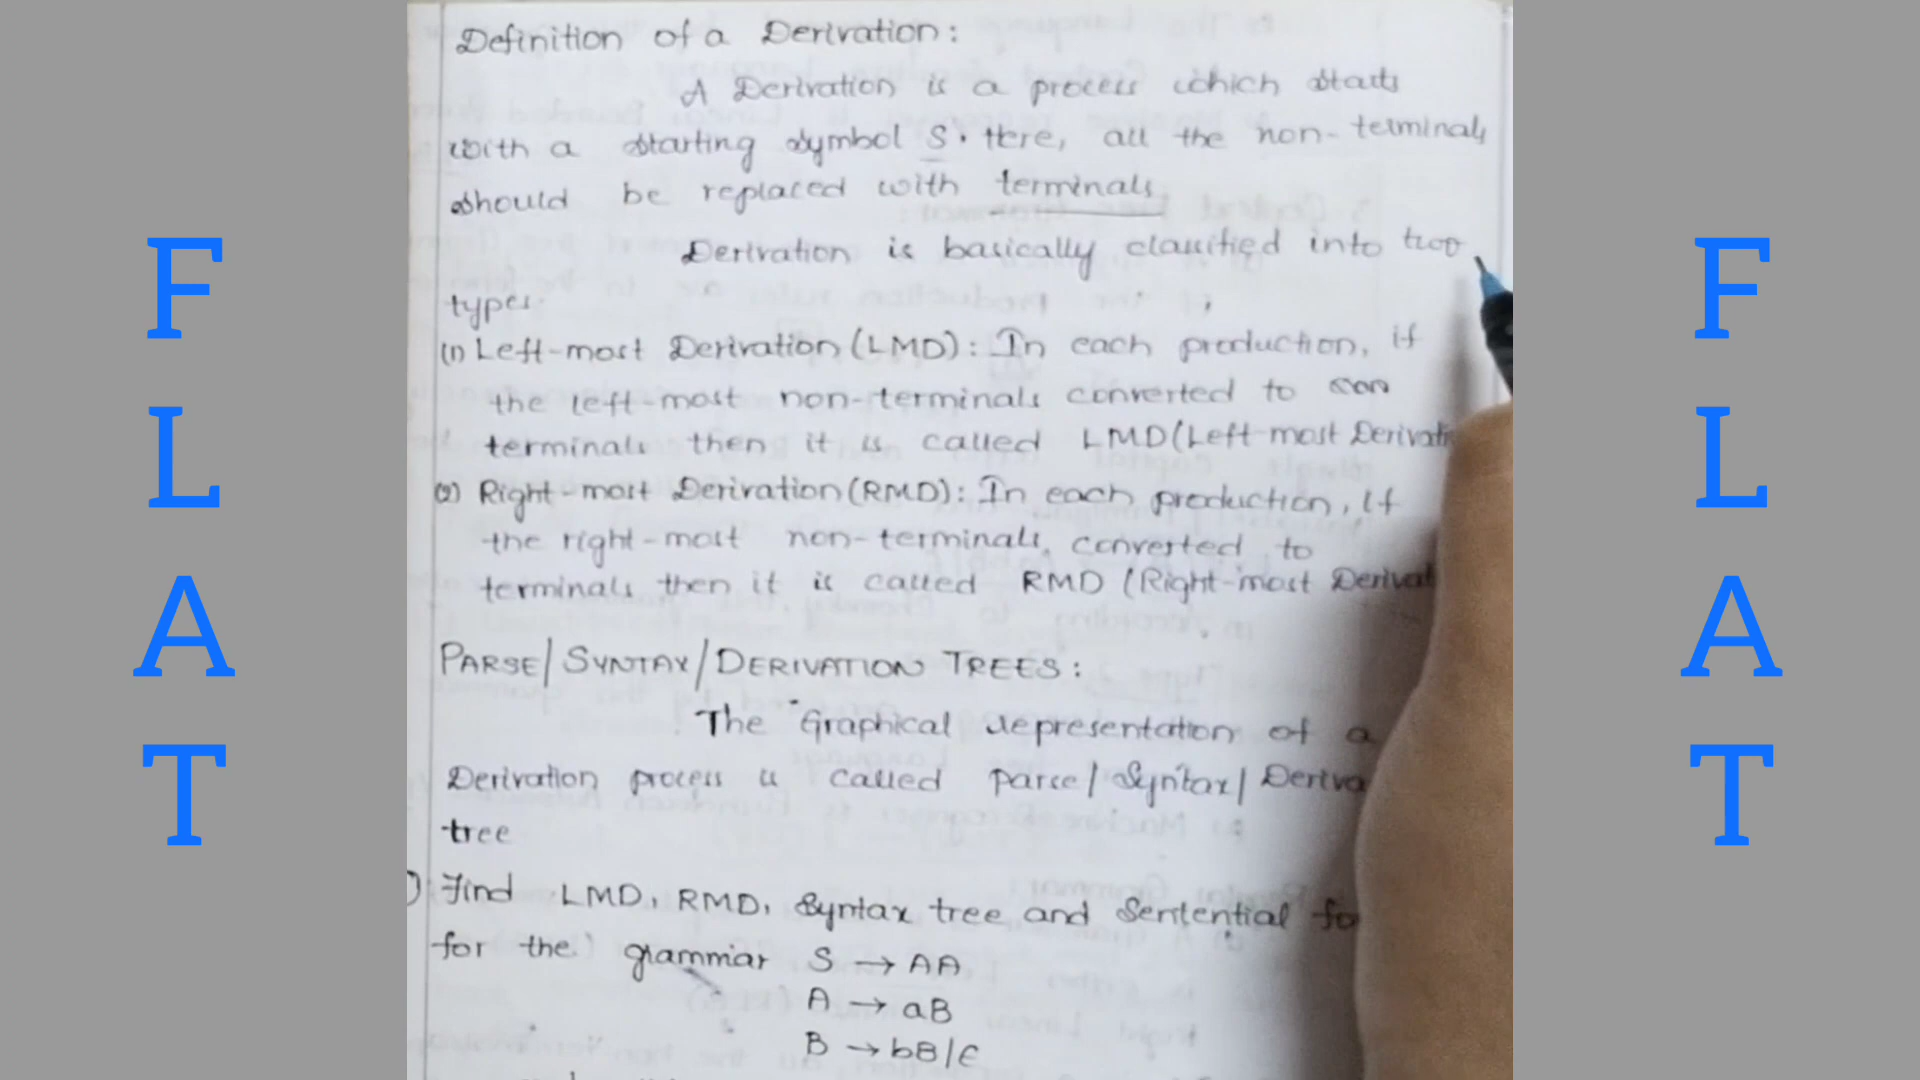 F
L
A
T
Definition of a Derivation:
A Derivation is a process which starts
with a starting symbol S. Here, all the non-terminals
should be replaced with terminals
Derivation is basically classified into two
types.
(1) Left-most Derivation (LMD): In each production, if
the left-most non-terminals converted to
terminals then it is called LMD (Left-most
(2) Right-most Derivation (RMD): In each production, if
the right-most non-terminals converted to
terminals then it is called RMD (Right-most
PARSE/SYNTAX/DERIVATION TREES:
The Graphical representation of a
Derivation process is called parse/Syntax/
tree
Find LMD, RMD, Syntax tree and Sentential
for the grammar S → AA
A → aB
B → bB/ε
F
L
A
T